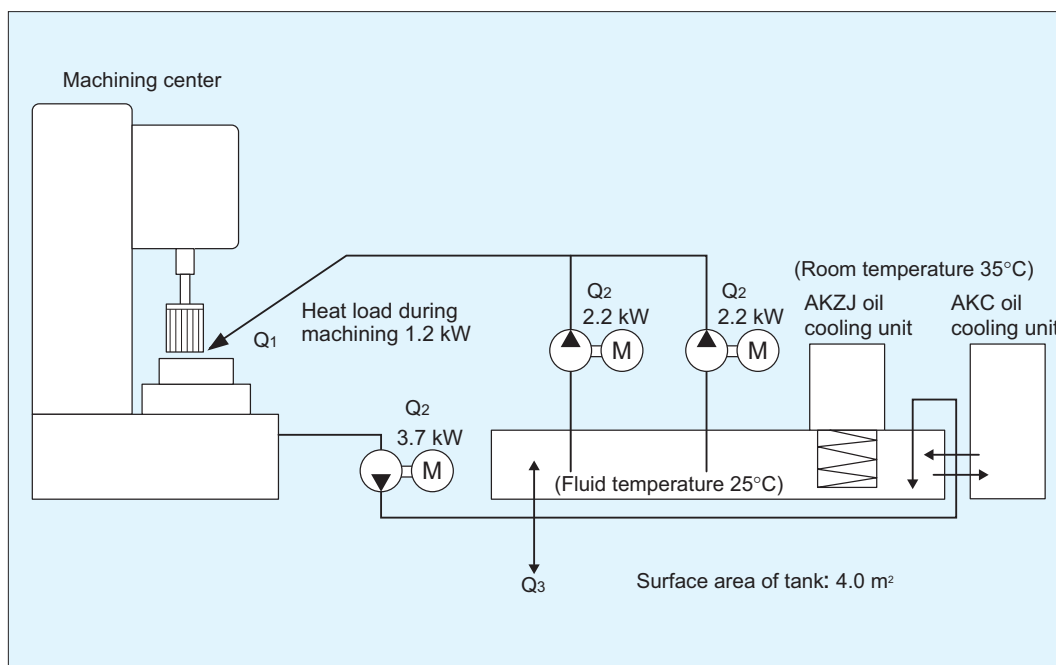 Machining center
(Room temperature 35°C)
AKZJ oil
cooling unit
AKC oil
cooling unit
Q2
2.2 kW
M
Q2
2.2 kW
M
Heat load during
machining 1.2 kW
Q1
Q2
3.7 kW
M
(Fluid temperature 25°C)
Q3
Surface area of tank: 4.0 m²